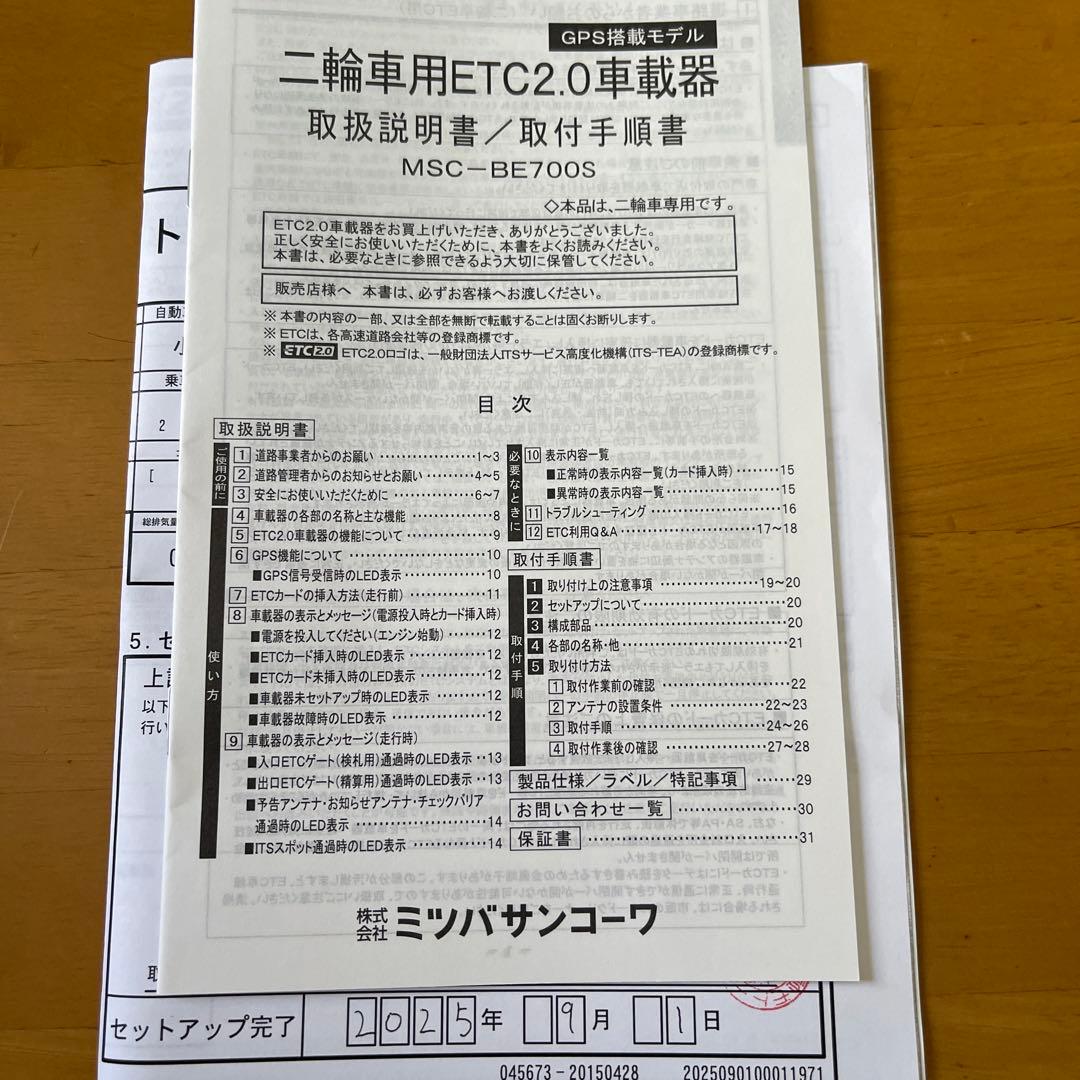 GPS搭載モデル
二輪車用ETC2.0車載器
取扱説明書／取付手順書
MSC－BE700S
◇本品は、二輪車専用です。
ETC2.0車載器をお買上げいただき、ありがとうございました。
正しく安全にお使いいただくために、本書をよくお読みください。
本書は、必要なときに参照できるよう大切に保管してください。
販売店様へ 本書は、必ずお客様へお渡しください。
※ 本書の内容の一部、又は全部を無断で転載することは固くお断りします。
※ ETCは、各高速道路会社等の登録商標です。
※ ETC2.0 ETC2.0ロゴは、一般財団法人ITSサービス高度化機構(ITS-TEA)の登録商標です。
目 次
取扱説明書
ご使用の前に
1 道路事業者からのお願い ……………1~3
2 道路管理者からのお知らせとお願い ……4~5
3 安全にお使いいただくために …………6~7
使い方
4 車載器の各部の名称と主な機能 …………8
5 ETC2.0車載器の機能について …………9
6 GPS機能について ………………10
■GPS信号受信時のLED表示 …………10
7 ETCカードの挿入方法(走行前) ………11
8 車載器の表示とメッセージ(電源投入時とカード挿入時)
■電源を投入してください(エンジン始動) ……12
■ETCカード挿入時のLED表示 …………12
■ETCカード未挿入時のLED表示 ………12
■車載器未セットアップ時のLED表示 ……12
■車載器故障時のLED表示 ……………12
9 車載器の表示とメッセージ(走行時)
■入口ETCゲート(検札用)通過時のLED表示 ‥13
■出口ETCゲート(精算用)通過時のLED表示 ‥13
■予告アンテナ・お知らせアンテナ・チェックバリア
通過時のLED表示 ………………14
■ITSスポット通過時のLED表示 …………14
必要なときに
10 表示内容一覧
■正常時の表示内容一覧(カード挿入時) ……15
■異常時の表示内容一覧 ……………15
11 トラブルシューティング ………………16
12 ETC利用Q&A ………………17~18
取付手順書
取付手順
1 取り付け上の注意事項 ……………19~20
2 セットアップについて ………………20
3 構成部品 ………………20
4 各部の名称・他 ………………21
5 取り付け方法
1 取付作業前の確認 ………………22
2 アンテナの設置条件 …………22~23
3 取付手順 ………………24~26
4 取付作業後の確認 ……………27~28
製品仕様／ラベル／特記事項 ……29
お問い合わせ一覧 ………………30
保証書 ………………31
株式会社 ミツバサンコーワ
ト
自動
乗
2
[
総排気量
5. セ
上
以下
行い
取
セットアップ完了 2025年 9月 1日
045673－20150428 2025090100011971